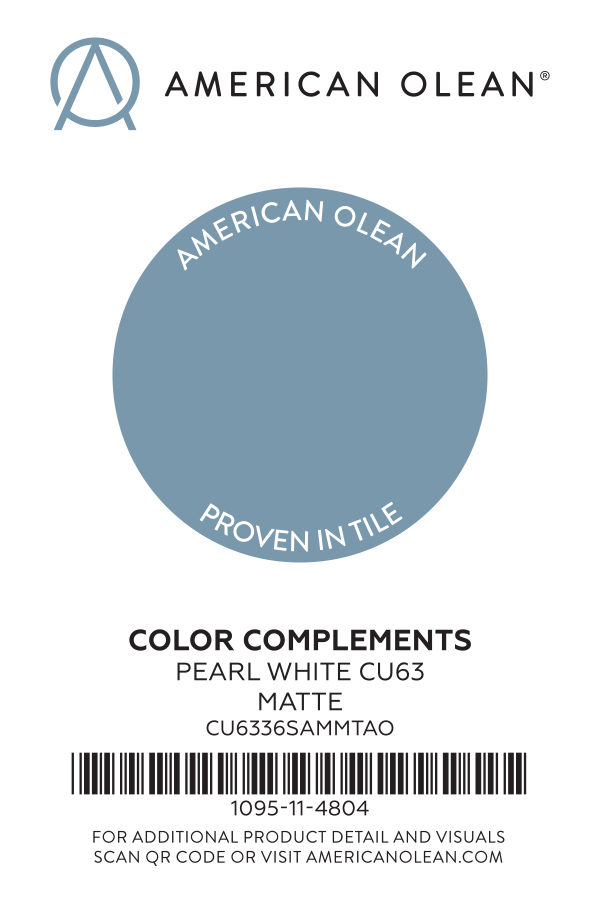 AMERICAN OLEAN®
AMERICAN OLEAN
PROVEN IN TILE
COLOR COMPLEMENTS
PEARL WHITE CU63
MATTE
CU6336SAMMTAO
1095-11-4804
FOR ADDITIONAL PRODUCT DETAIL AND VISUALS
SCAN QR CODE OR VISIT AMERICANOLEAN.COM